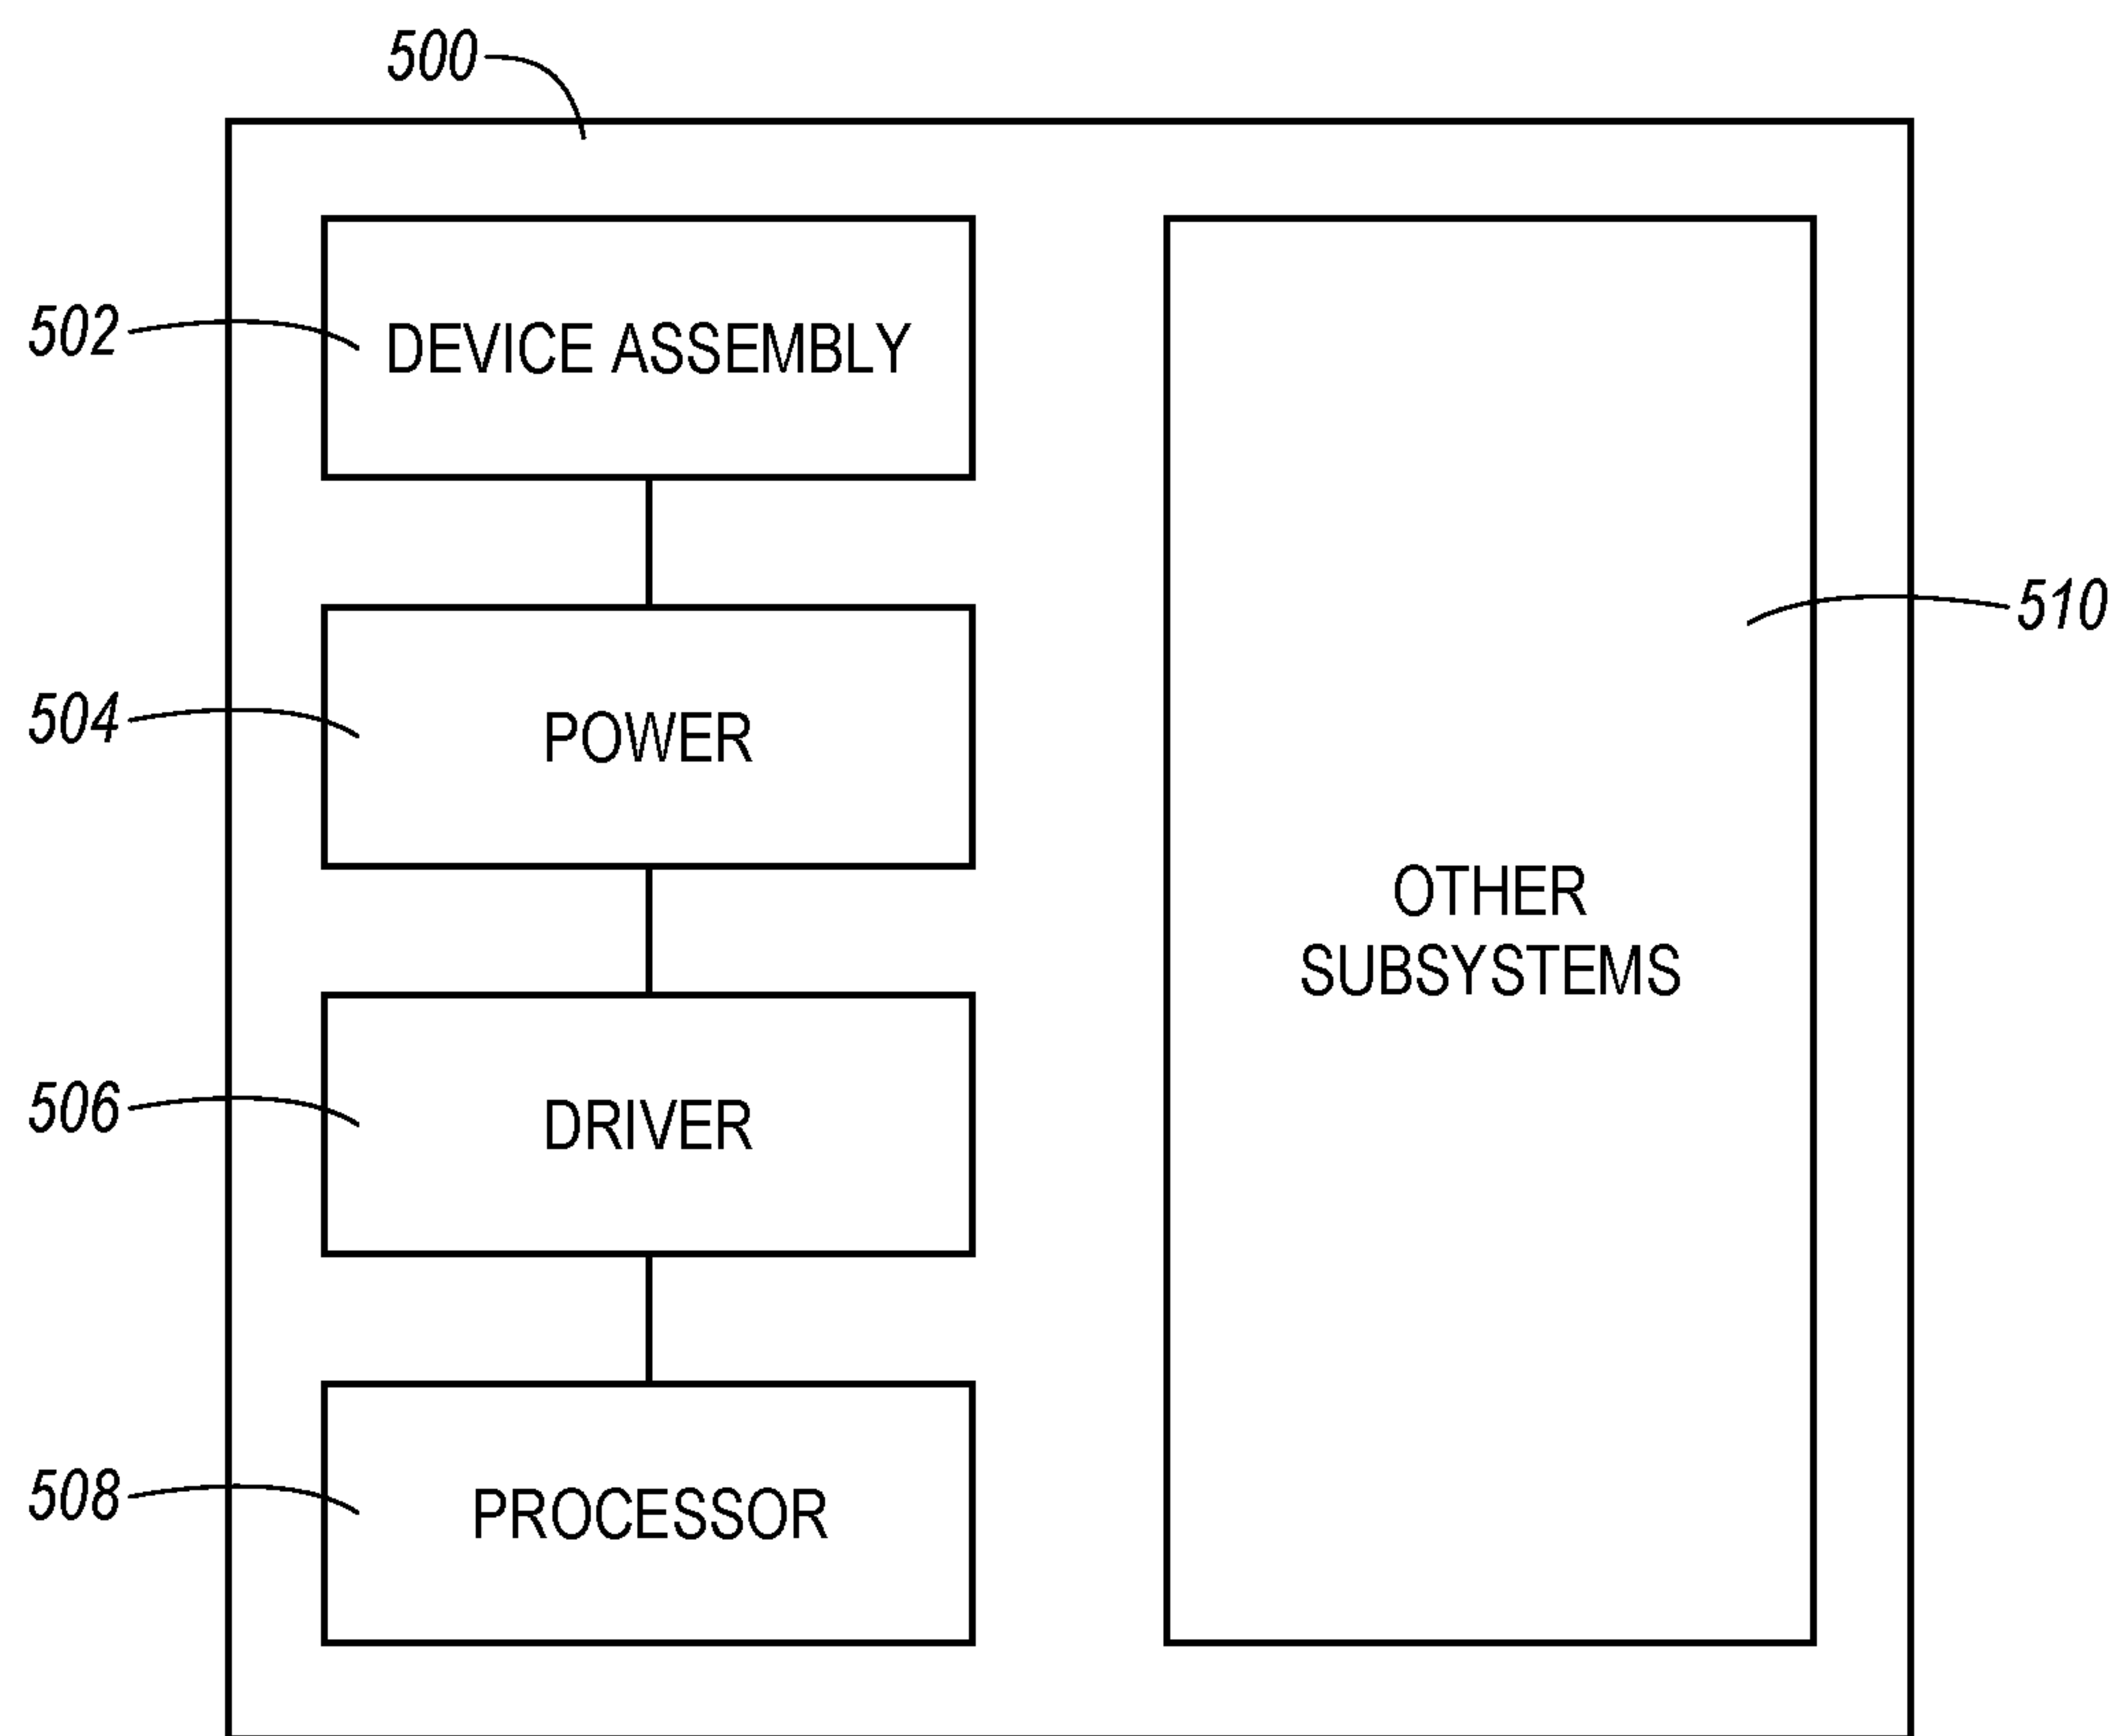 500
502
DEVICE ASSEMBLY
504
POWER
506
DRIVER
508
PROCESSOR
510
OTHER
SUBSYSTEMS